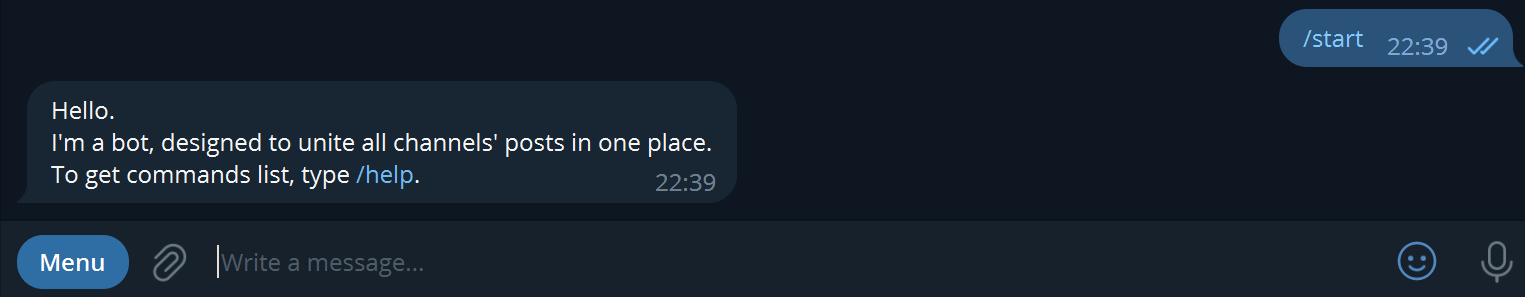 /start 22:39
Hello.
I'm a bot, designed to unite all channels' posts in one place.
To get commands list, type /help.
22:39
Menu
Write a message...